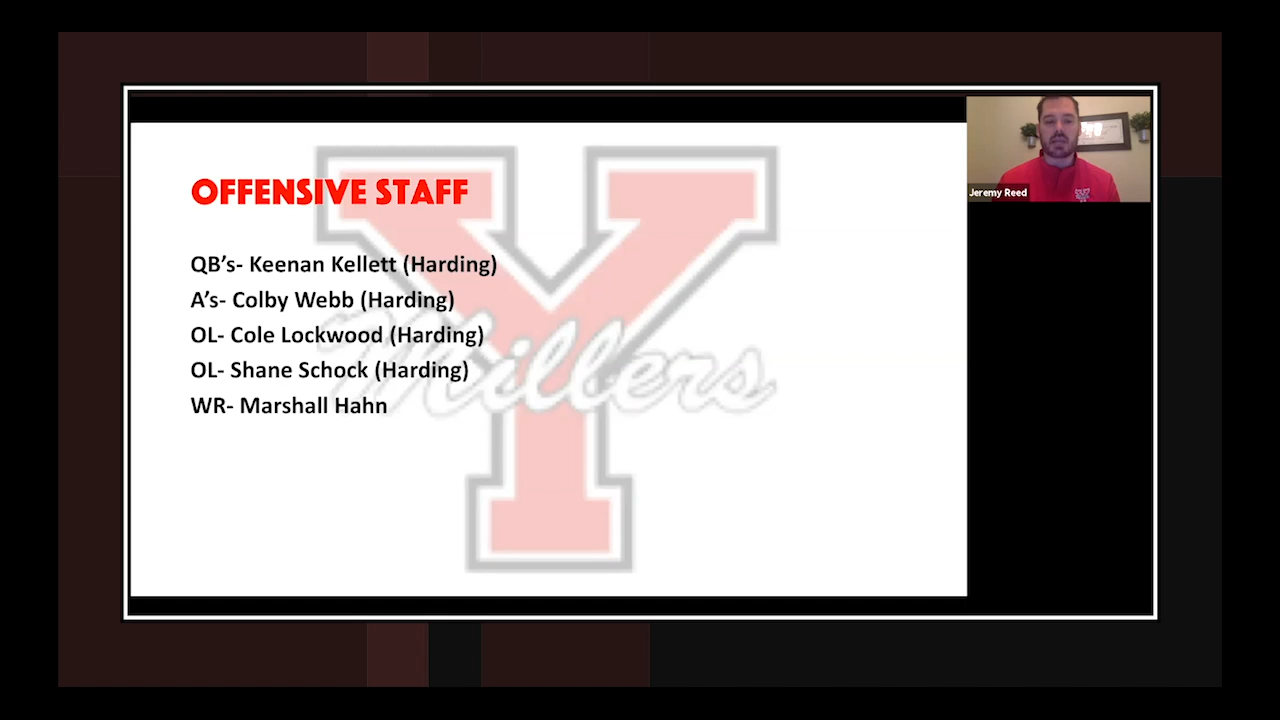 OFFENSIVE STAFF
QB's- Keenan Kellett (Harding)
A's- Colby Webb (Harding)
OL- Cole Lockwood (Harding)
OL- Shane Schock (Harding)
WR- Marshall Hahn
Y
Millers
Jeremy Reed